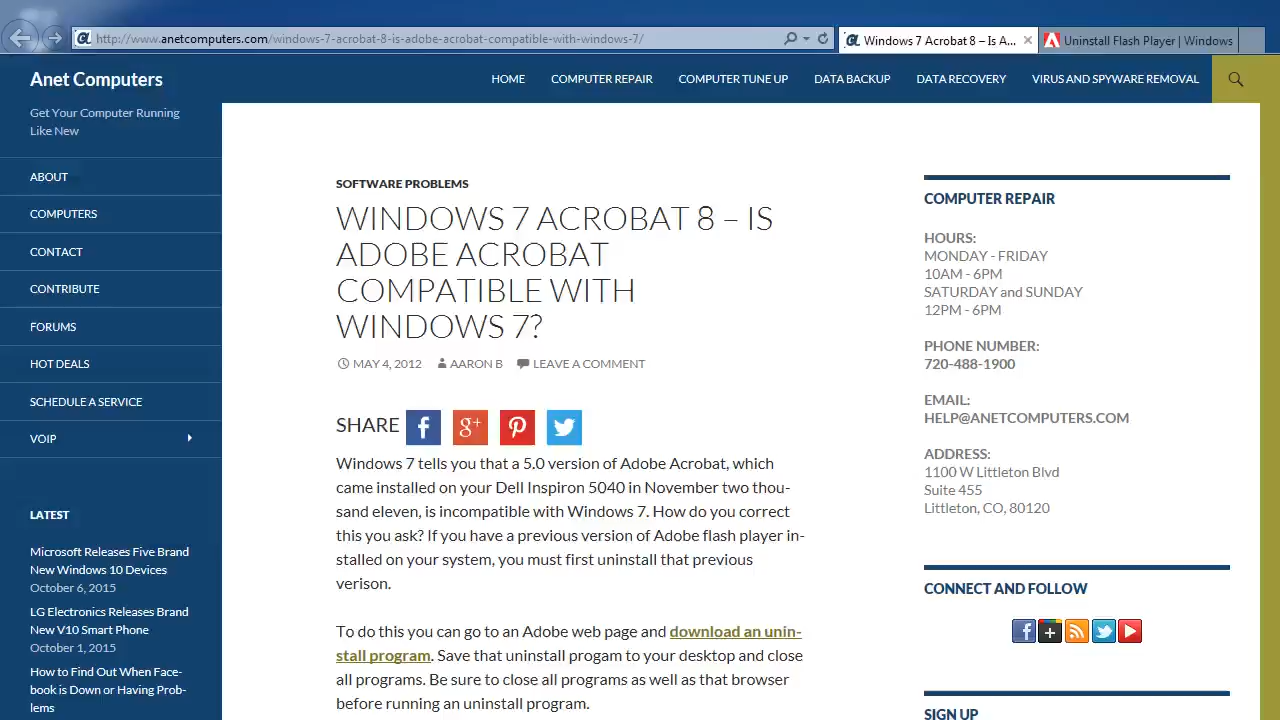 http://www.anetcomputers.com/windows-7-acrobat-8-is-adobe-acrobat-compatible-with-windows-7/
Windows 7 Acrobat 8 – Is A...
Uninstall Flash Player | Windows
Anet Computers
HOME
COMPUTER REPAIR
COMPUTER TUNE UP
DATA BACKUP
DATA RECOVERY
VIRUS AND SPYWARE REMOVAL
Get Your Computer Running
Like New
ABOUT
COMPUTERS
CONTACT
CONTRIBUTE
FORUMS
HOT DEALS
SCHEDULE A SERVICE
VOIP
LATEST
Microsoft Releases Five Brand
New Windows 10 Devices
October 6, 2015
LG Electronics Releases Brand
New V10 Smart Phone
October 1, 2015
How to Find Out When Face-
book is Down or Having Prob-
lems
SOFTWARE PROBLEMS
WINDOWS 7 ACROBAT 8 – IS
ADOBE ACROBAT
COMPATIBLE WITH
WINDOWS 7?
MAY 4, 2012 AARON B LEAVE A COMMENT
SHARE
Windows 7 tells you that a 5.0 version of Adobe Acrobat, which
came installed on your Dell Inspiron 5040 in November two thou-
sand eleven, is incompatible with Windows 7. How do you correct
this you ask? If you have a previous version of Adobe flash player in-
stalled on your system, you must first uninstall that previous
verison.
To do this you can go to an Adobe web page and download an unin-
stall program. Save that uninstall progam to your desktop and close
all programs. Be sure to close all programs as well as that browser
before running an uninstall program.
COMPUTER REPAIR
HOURS:
MONDAY - FRIDAY
10AM - 6PM
SATURDAY and SUNDAY
12PM - 6PM
PHONE NUMBER:
720-488-1900
EMAIL:
HELP@ANETCOMPUTERS.COM
ADDRESS:
1100 W Littleton Blvd
Suite 455
Littleton, CO, 80120
CONNECT AND FOLLOW
SIGN UP